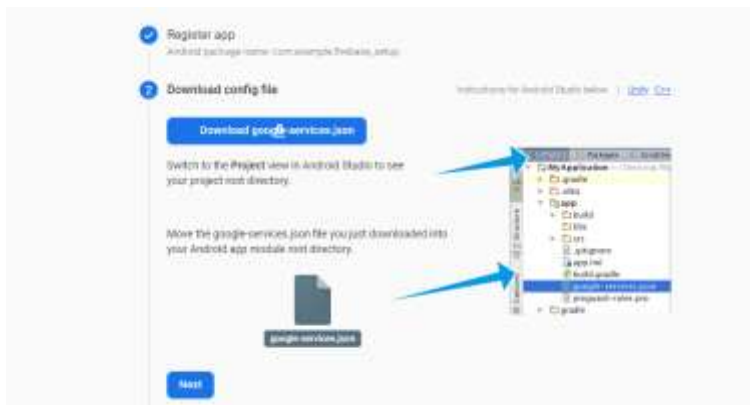 Register app
Android package name: com.example.firebase_setup
2
Download config file
Instructions for Android Studio below | Unity C++
Download google-services.json
Switch to the Project view in Android Studio to see
your project root directory.
Move the google-services.json file you just downloaded into
your Android app module root directory.
google-services.json
Next
Packages
MyApplication
.gradle
.idea
app
build
libs
src
.gitignore
app.iml
build.gradle
google-services.json
proguard-rules.pro
gradle